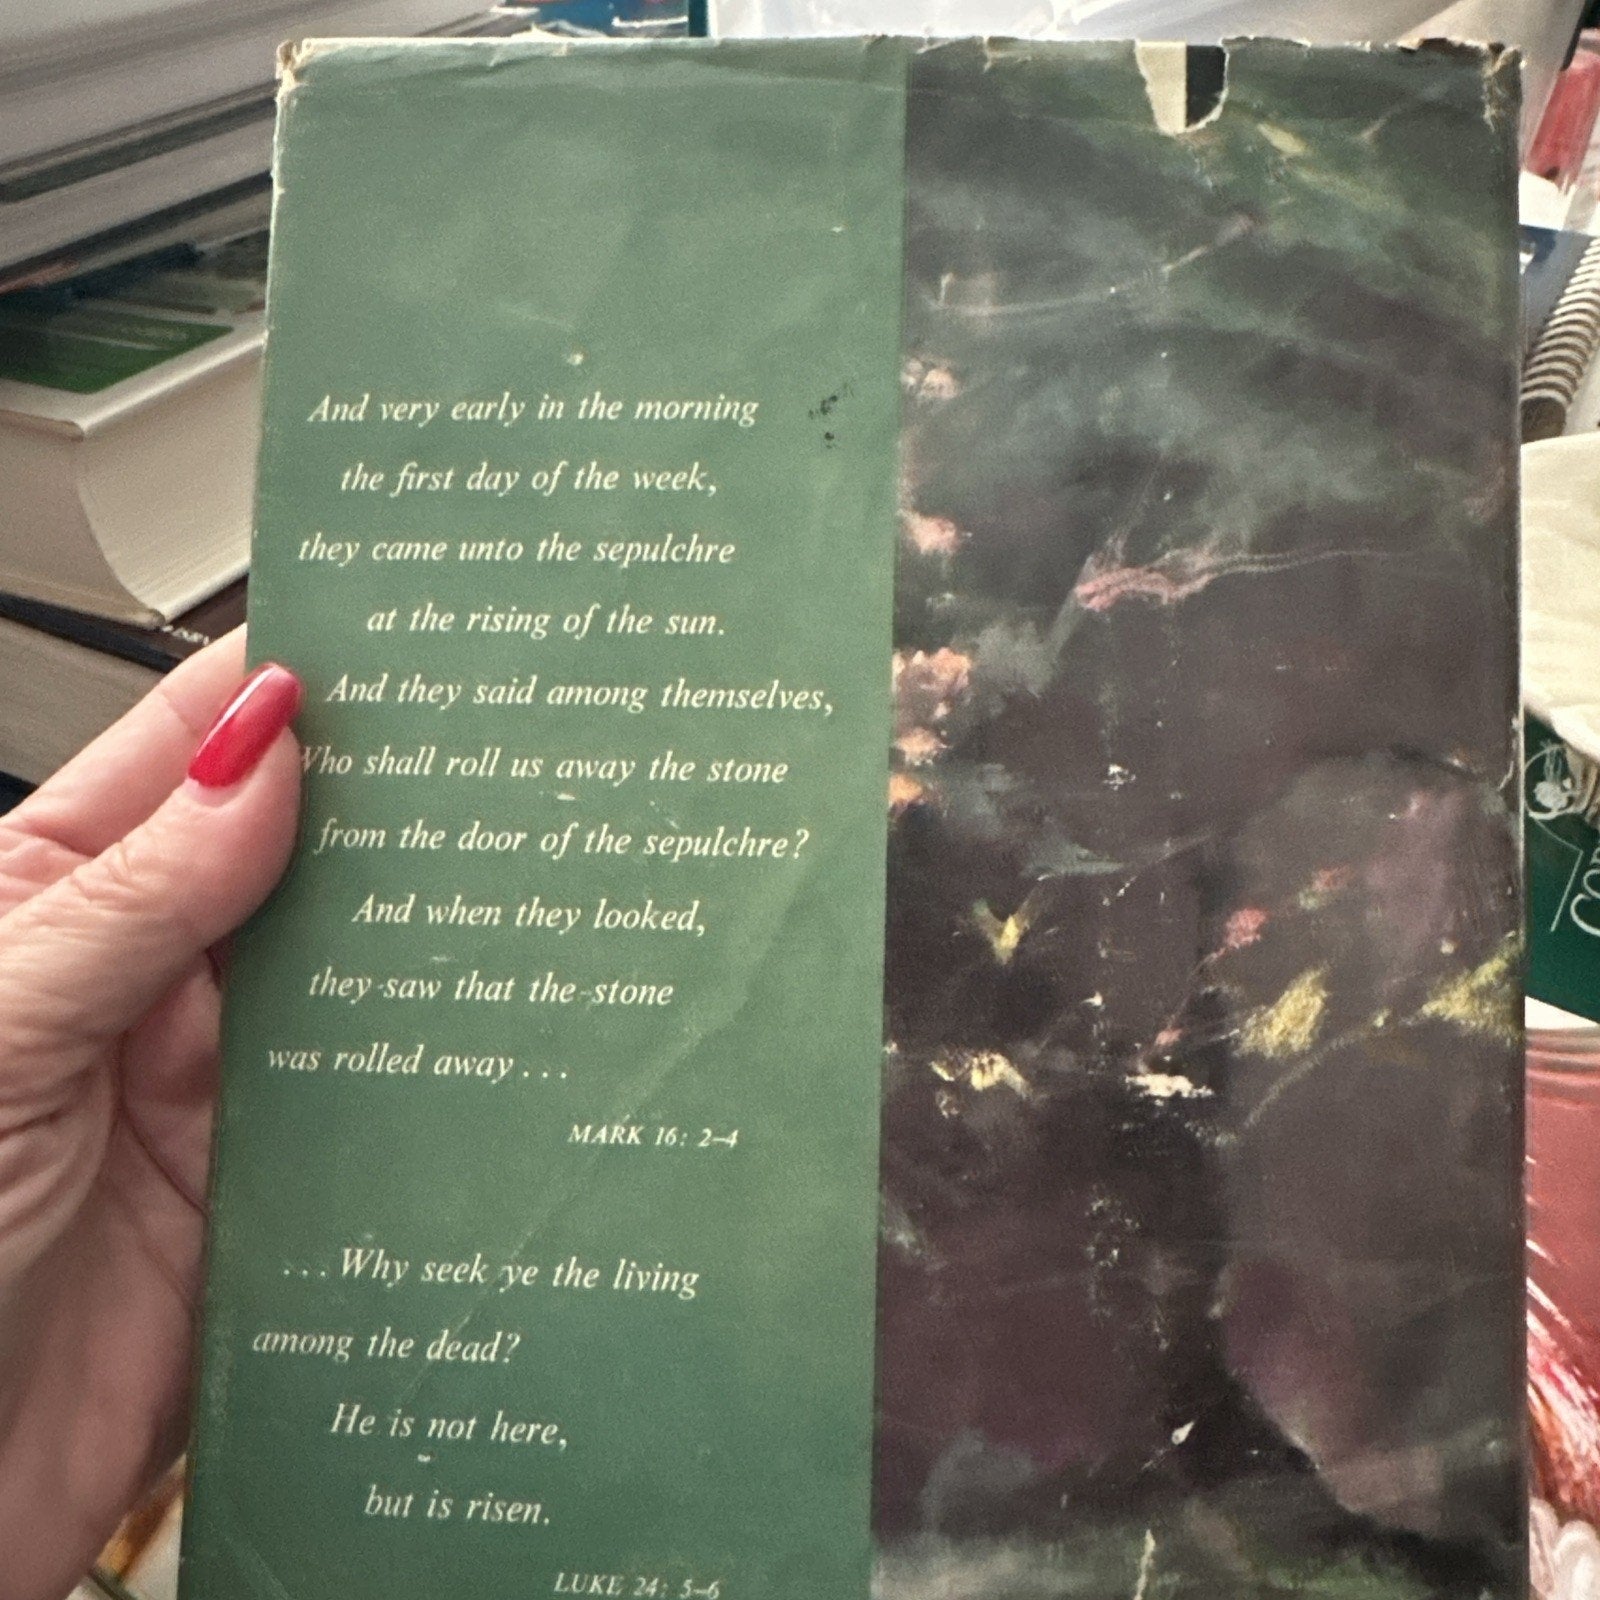 And very early in the morning
the first day of the week,
they came unto the sepulchre
at the rising of the sun.
And they said among themselves,
Who shall roll us away the stone
from the door of the sepulchre?
And when they looked,
they saw that the stone
was rolled away . . .
MARK 16: 2–4
. . . Why seek ye the living
among the dead?
He is not here,
but is risen.
LUKE 24: 5–6